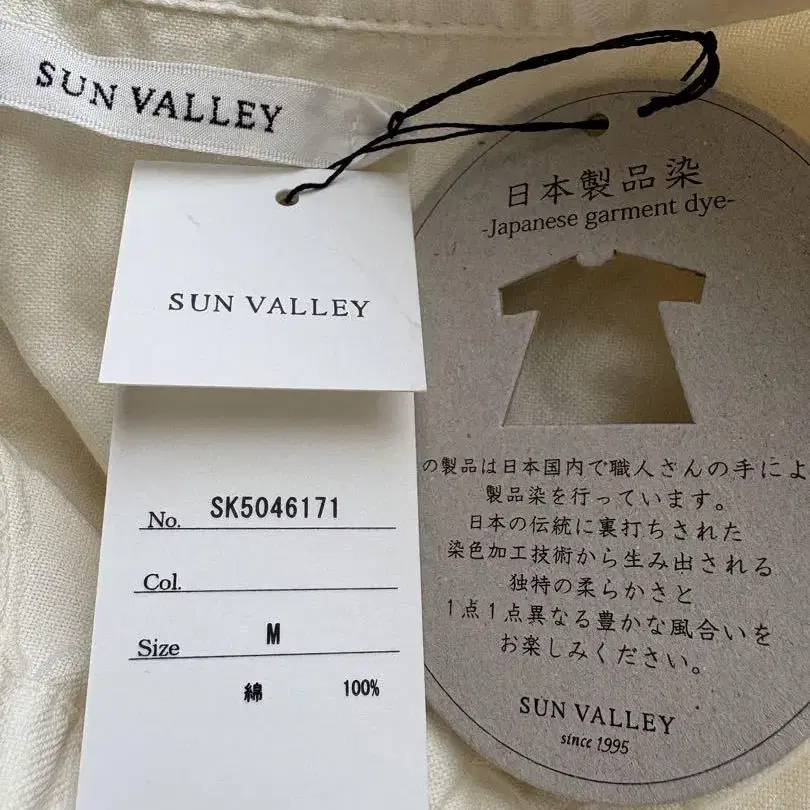 SUN VALLEY
SUN VALLEY
No. SK5046171
Col.
Size M
綿 100%
日本製品染
-Japanese garment dye-
の製品は日本国内で職人さんの手によ
製品染を行っています。
日本の伝統に裏打ちされた
染色加工技術から生み出される
独特の柔らかさと
1点1点異なる豊かな風合いを
お楽しみください。
SUN VALLEY
since 1995